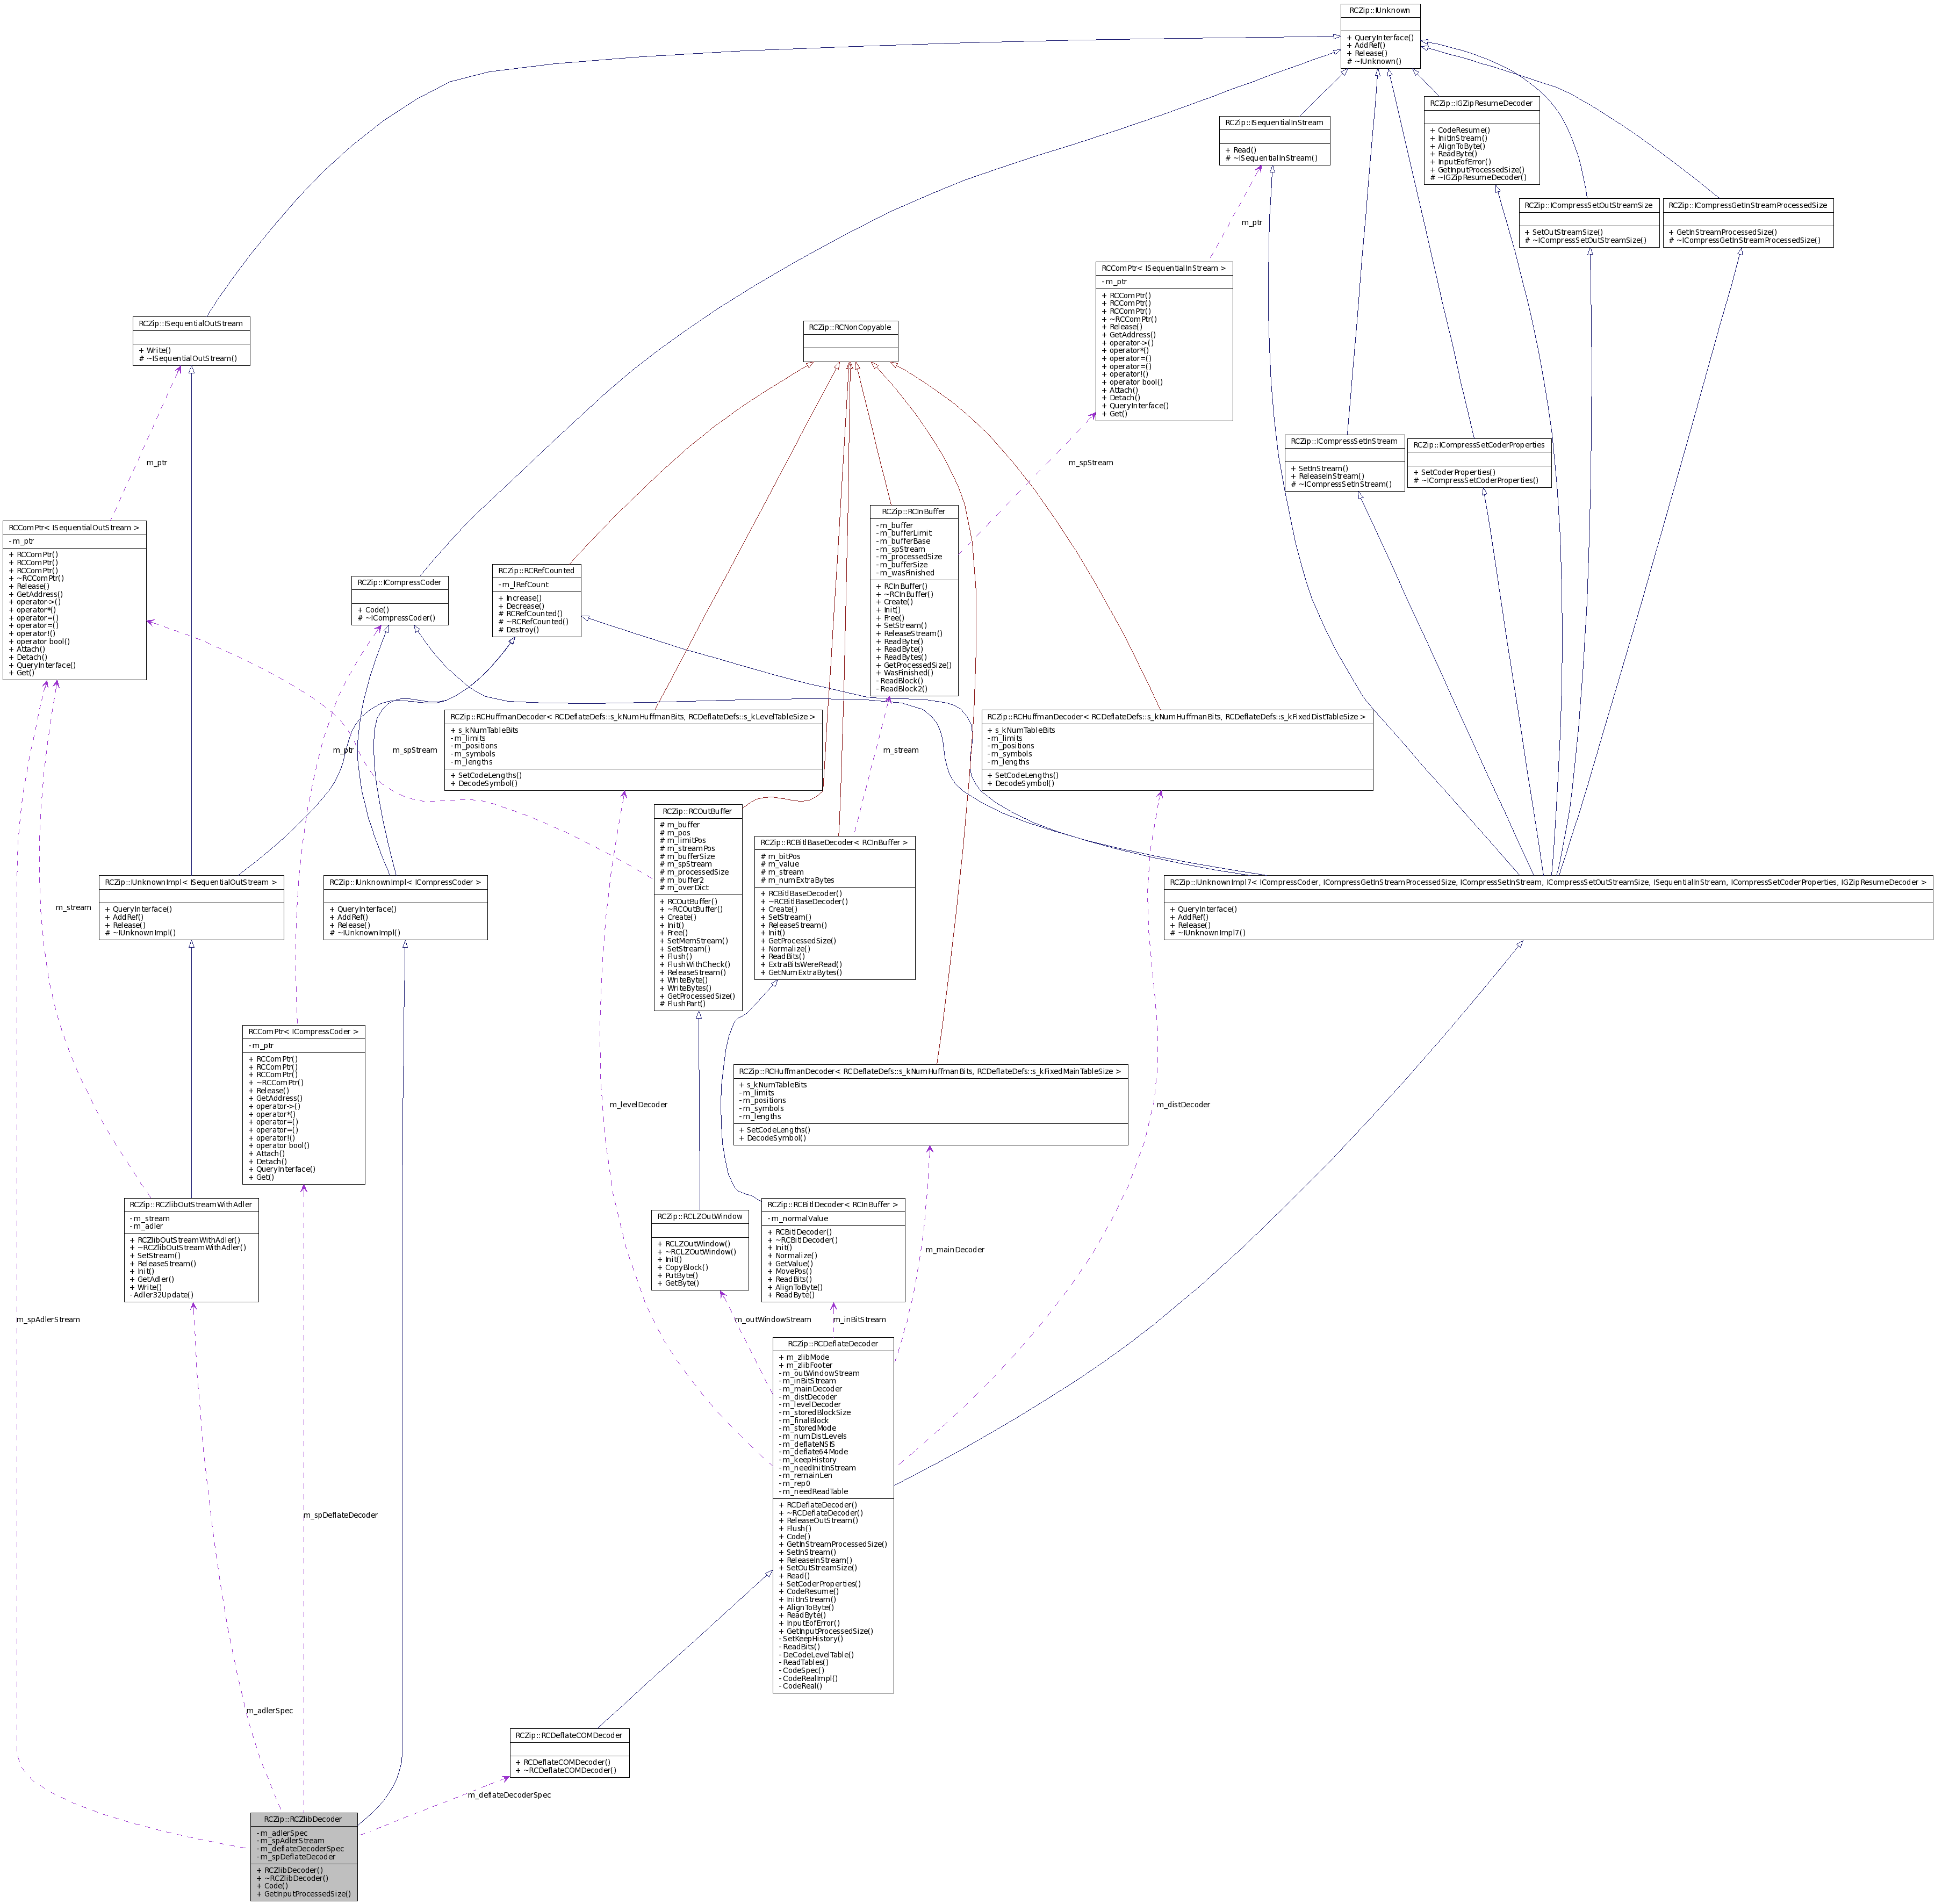 RCZip::IUnknown
+ QueryInterface()
+ AddRef()
+ Release()
# ~IUnknown()
RCZip::IGZipResumeDecoder
+ CodeResume()
+ InitInStream()
+ AlignToByte()
+ ReadByte()
+ InputEofError()
+ GetInputProcessedSize()
# ~IGZipResumeDecoder()
RCZip::ISequentialInStream
+ Read()
# ~ISequentialInStream()
RCZip::ICompressSetOutStreamSize
+ SetOutStreamSize()
# ~ICompressSetOutStreamSize()
RCZip::ICompressGetInStreamProcessedSize
+ GetInStreamProcessedSize()
# ~ICompressGetInStreamProcessedSize()
m_ptr
RCComPtr< ISequentialInStream >
- m_ptr
+ RCComPtr()
+ RCComPtr()
+ RCComPtr()
+ ~RCComPtr()
+ Release()
+ GetAddress()
+ operator->()
+ operator*()
+ operator=()
+ operator=()
+ operator!()
+ operator bool()
+ Attach()
+ Detach()
+ QueryInterface()
+ Get()
RCZip::ISequentialOutStream
+ Write()
# ~ISequentialOutStream()
RCZip::RCNonCopyable
RCZip::ICompressSetInStream
+ SetInStream()
+ ReleaseInStream()
# ~ICompressSetInStream()
RCZip::ICompressSetCoderProperties
+ SetCoderProperties()
# ~ICompressSetCoderProperties()
m_ptr
m_spStream
RCZip::RCInBuffer
- m_buffer
- m_bufferLimit
- m_bufferBase
- m_spStream
- m_processedSize
- m_bufferSize
- m_wasFinished
+ RCInBuffer()
+ ~RCInBuffer()
+ Create()
+ Init()
+ Free()
+ SetStream()
+ ReleaseStream()
+ ReadByte()
+ ReadByte()
+ ReadBytes()
+ GetProcessedSize()
+ WasFinished()
- ReadBlock()
- ReadBlock2()
RCComPtr< ISequentialOutStream >
- m_ptr
+ RCComPtr()
+ RCComPtr()
+ RCComPtr()
+ ~RCComPtr()
+ Release()
+ GetAddress()
+ operator->()
+ operator*()
+ operator=()
+ operator=()
+ operator!()
+ operator bool()
+ Attach()
+ Detach()
+ QueryInterface()
+ Get()
RCZip::ICompressCoder
+ Code()
# ~ICompressCoder()
RCZip::RCRefCounted
- m_lRefCount
+ Increase()
+ Decrease()
# RCRefCounted()
# ~RCRefCounted()
# Destroy()
RCZip::RCHuffmanDecoder< RCDeflateDefs::s_kNumHuffmanBits, RCDeflateDefs::s_kLevelTableSize >
+ s_kNumTableBits
- m_limits
- m_positions
- m_symbols
- m_lengths
+ SetCodeLengths()
+ DecodeSymbol()
RCZip::RCHuffmanDecoder< RCDeflateDefs::s_kNumHuffmanBits, RCDeflateDefs::s_kFixedDistTableSize >
+ s_kNumTableBits
- m_limits
- m_positions
- m_symbols
- m_lengths
+ SetCodeLengths()
+ DecodeSymbol()
m_ptr
m_spStream
m_stream
RCZip::RCOutBuffer
# m_buffer
# m_pos
# m_limitPos
# m_streamPos
# m_bufferSize
# m_spStream
# m_processedSize
# m_buffer2
# m_overDict
+ RCOutBuffer()
+ ~RCOutBuffer()
+ Create()
+ Init()
+ Free()
+ SetMemStream()
+ SetStream()
+ Flush()
+ FlushWithCheck()
+ ReleaseStream()
+ WriteByte()
+ WriteBytes()
+ GetProcessedSize()
# FlushPart()
RCZip::RCBitlBaseDecoder< RCInBuffer >
# m_bitPos
# m_value
# m_stream
# m_numExtraBytes
+ RCBitlBaseDecoder()
+ ~RCBitlBaseDecoder()
+ Create()
+ SetStream()
+ ReleaseStream()
+ Init()
+ GetProcessedSize()
+ Normalize()
+ ReadBits()
+ ExtraBitsWereRead()
+ GetNumExtraBytes()
RCZip::IUnknownImpl< ISequentialOutStream >
+ QueryInterface()
+ AddRef()
+ Release()
# ~IUnknownImpl()
RCZip::IUnknownImpl< ICompressCoder >
+ QueryInterface()
+ AddRef()
+ Release()
# ~IUnknownImpl()
RCZip::IUnknownImpl7< ICompressCoder, ICompressGetInStreamProcessedSize, ICompressSetInStream, ICompressSetOutStreamSize, ISequentialInStream, ICompressSetCoderProperties, IGZipResumeDecoder >
+ QueryInterface()
+ AddRef()
+ Release()
# ~IUnknownImpl7()
m_stream
RCComPtr< ICompressCoder >
- m_ptr
+ RCComPtr()
+ RCComPtr()
+ RCComPtr()
+ ~RCComPtr()
+ Release()
+ GetAddress()
+ operator->()
+ operator*()
+ operator=()
+ operator=()
+ operator!()
+ operator bool()
+ Attach()
+ Detach()
+ QueryInterface()
+ Get()
RCZip::RCHuffmanDecoder< RCDeflateDefs::s_kNumHuffmanBits, RCDeflateDefs::s_kFixedMainTableSize >
+ s_kNumTableBits
- m_limits
- m_positions
- m_symbols
- m_lengths
+ SetCodeLengths()
+ DecodeSymbol()
m_levelDecoder
m_distDecoder
RCZip::RCZlibOutStreamWithAdler
- m_stream
- m_adler
+ RCZlibOutStreamWithAdler()
+ ~RCZlibOutStreamWithAdler()
+ SetStream()
+ ReleaseStream()
+ Init()
+ GetAdler()
+ Write()
- Adler32Update()
RCZip::RCLZOutWindow
+ RCLZOutWindow()
+ ~RCLZOutWindow()
+ Init()
+ CopyBlock()
+ PutByte()
+ GetByte()
RCZip::RCBitlDecoder< RCInBuffer >
- m_normalValue
+ RCBitlDecoder()
+ ~RCBitlDecoder()
+ Init()
+ Normalize()
+ GetValue()
+ MovePos()
+ ReadBits()
+ AlignToByte()
+ ReadByte()
m_mainDecoder
m_spAdlerStream
m_outWindowStream
m_inBitStream
RCZip::RCDeflateDecoder
+ m_zlibMode
+ m_zlibFooter
- m_outWindowStream
- m_inBitStream
- m_mainDecoder
- m_distDecoder
- m_levelDecoder
- m_storedBlockSize
- m_finalBlock
- m_storedMode
- m_numDistLevels
- m_deflateNSIS
- m_deflate64Mode
- m_keepHistory
- m_needInitInStream
- m_remainLen
- m_rep0
- m_needReadTable
+ RCDeflateDecoder()
+ ~RCDeflateDecoder()
+ ReleaseOutStream()
+ Flush()
+ Code()
+ GetInStreamProcessedSize()
+ SetInStream()
+ ReleaseInStream()
+ SetOutStreamSize()
+ Read()
+ SetCoderProperties()
+ CodeResume()
+ InitInStream()
+ AlignToByte()
+ ReadByte()
+ InputEofError()
+ GetInputProcessedSize()
- SetKeepHistory()
- ReadBits()
- DeCodeLevelTable()
- ReadTables()
- CodeSpec()
- CodeRealImpl()
- CodeReal()
m_spDeflateDecoder
m_adlerSpec
RCZip::RCDeflateCOMDecoder
+ RCDeflateCOMDecoder()
+ ~RCDeflateCOMDecoder()
m_deflateDecoderSpec
RCZip::RCZlibDecoder
- m_adlerSpec
- m_spAdlerStream
- m_deflateDecoderSpec
- m_spDeflateDecoder
+ RCZlibDecoder()
+ ~RCZlibDecoder()
+ Code()
+ GetInputProcessedSize()